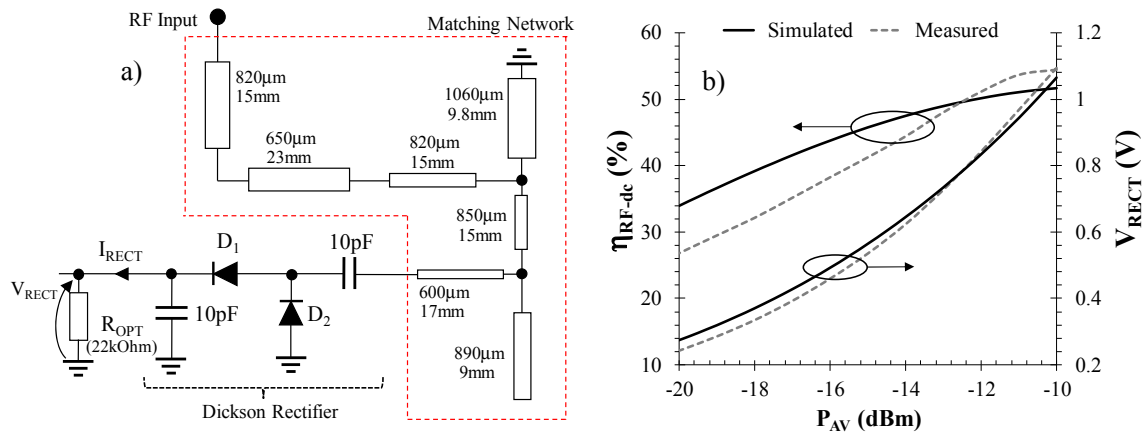 RF Input
Matching Network
a)
820μm
15mm
1060μm
9.8mm
650μm
23mm
820μm
15mm
850μm
15mm
I_RECT
D₁
10pF
V_RECT
R_OPT
(22kOhm)
10pF
D₂
600μm
17mm
890μm
9mm
Dickson Rectifier
b)
Simulated
Measured
η_RF-dc (%)
60
50
40
30
20
10
V_RECT (V)
1.2
1
0.8
0.6
0.4
0.2
-20
-18
-16
-14
-12
-10
P_AV (dBm)